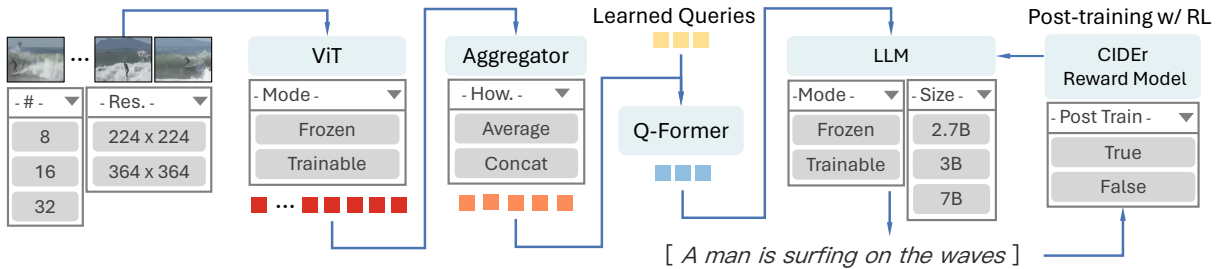 Learned Queries
Post-training w/ RL
...
ViT
Aggregator
LLM
CIDEr
Reward Model
- # -
- Res. -
- Mode -
- How. -
-Mode -
- Size -
- Post Train -
8
224 x 224
Frozen
Average
Q-Former
Frozen
2.7B
True
16
364 x 364
Trainable
Concat
Trainable
3B
False
32
7B
...
[ A man is surfing on the waves ]